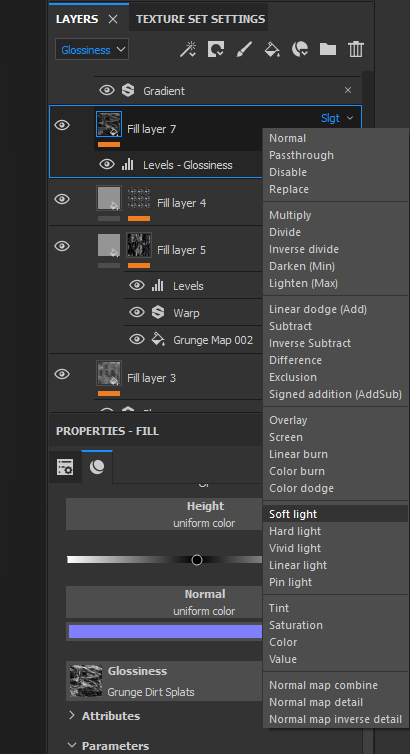 LAYERS ×
TEXTURE SET SETTINGS
Glossiness
Gradient ×
Fill layer 7
Slgt
Levels - Glossiness
Fill layer 4
Fill layer 5
Levels
Warp
Grunge Map 002
Fill layer 3
PROPERTIES - FILL
Height
uniform color
Normal
uniform color
Glossiness
Grunge Dirt Splats
Attributes
Parameters
Normal
Passthrough
Disable
Replace
Multiply
Divide
Inverse divide
Darken (Min)
Lighten (Max)
Linear dodge (Add)
Subtract
Inverse Subtract
Difference
Exclusion
Signed addition (AddSub)
Overlay
Screen
Linear burn
Color burn
Color dodge
Soft light
Hard light
Vivid light
Linear light
Pin light
Tint
Saturation
Color
Value
Normal map combine
Normal map detail
Normal map inverse detail